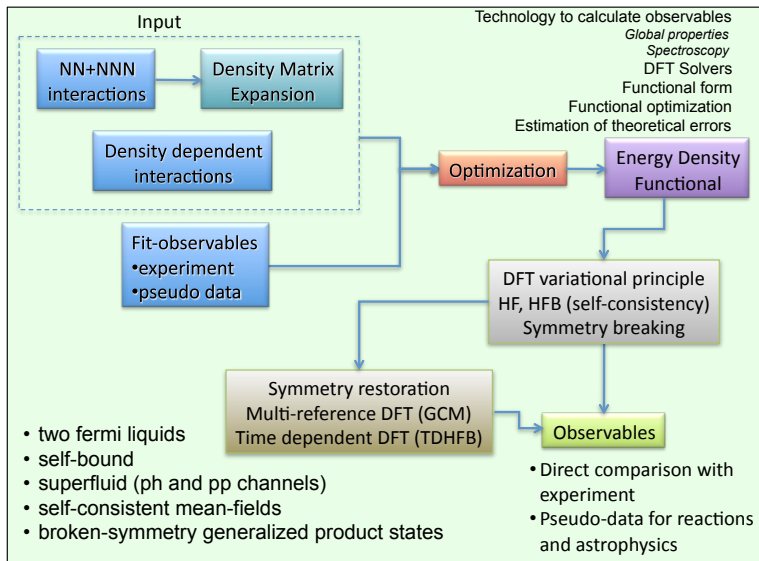 Input
Technology to calculate observables
Global properties
Spectroscopy
DFT Solvers
Functional form
Functional optimization
Estimation of theoretical errors
NN+NNN
interactions
Density Matrix
Expansion
Density dependent
interactions
Optimization
Energy Density
Functional
Fit-observables
•experiment
•pseudo data
DFT variational principle
HF, HFB (self-consistency)
Symmetry breaking
Symmetry restoration
Multi-reference DFT (GCM)
Time dependent DFT (TDHFB)
Observables
• two fermi liquids
• self-bound
• superfluid (ph and pp channels)
• self-consistent mean-fields
• broken-symmetry generalized product states
• Direct comparison with
experiment
• Pseudo-data for reactions
and astrophysics